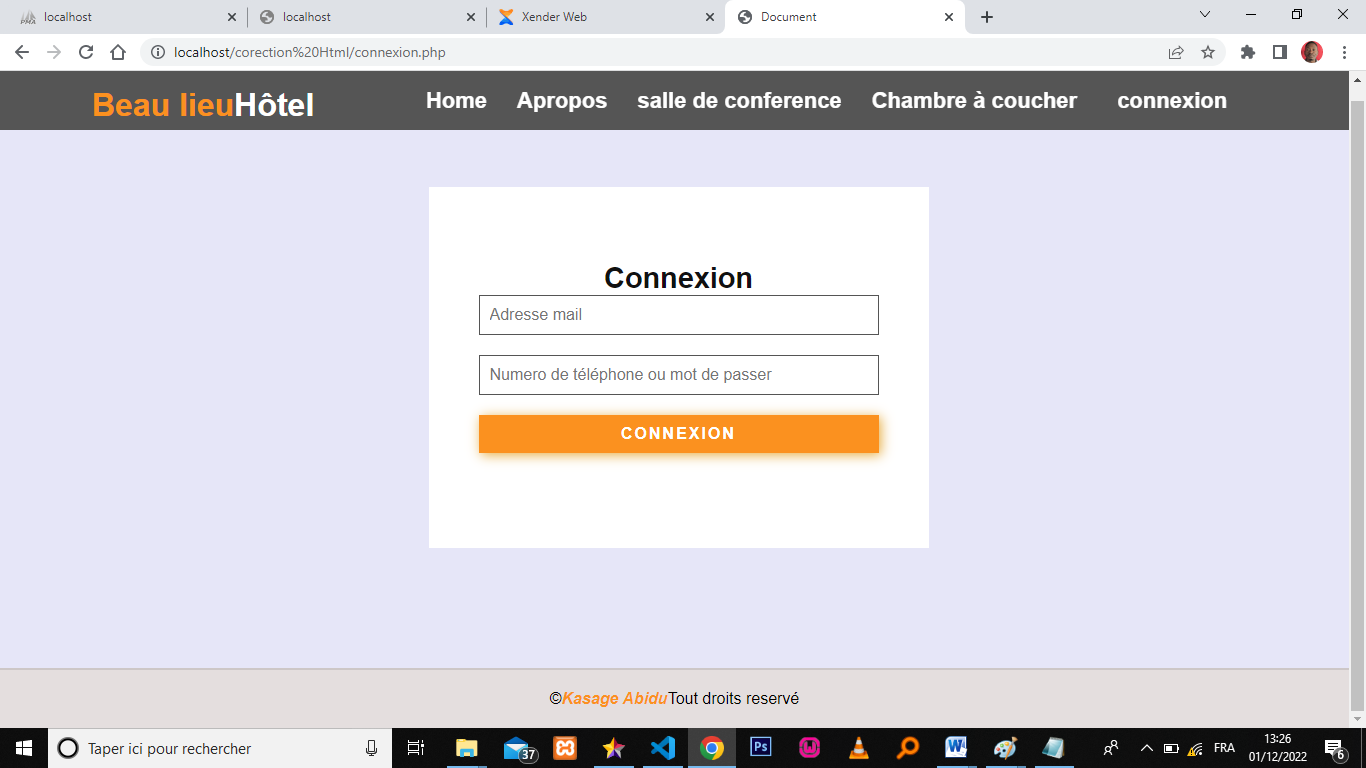 localhost
localhost
Xender Web
Document
localhost/corection%20Html/connexion.php
Beau lieuHôtel
Home
Apropos
salle de conference
Chambre à coucher
connexion
Connexion
Adresse mail
Numero de téléphone ou mot de passer
CONNEXION
©Kasage AbiduTout droits reservé
Taper ici pour rechercher
37
Ps
W
FRA
13:26
01/12/2022
6